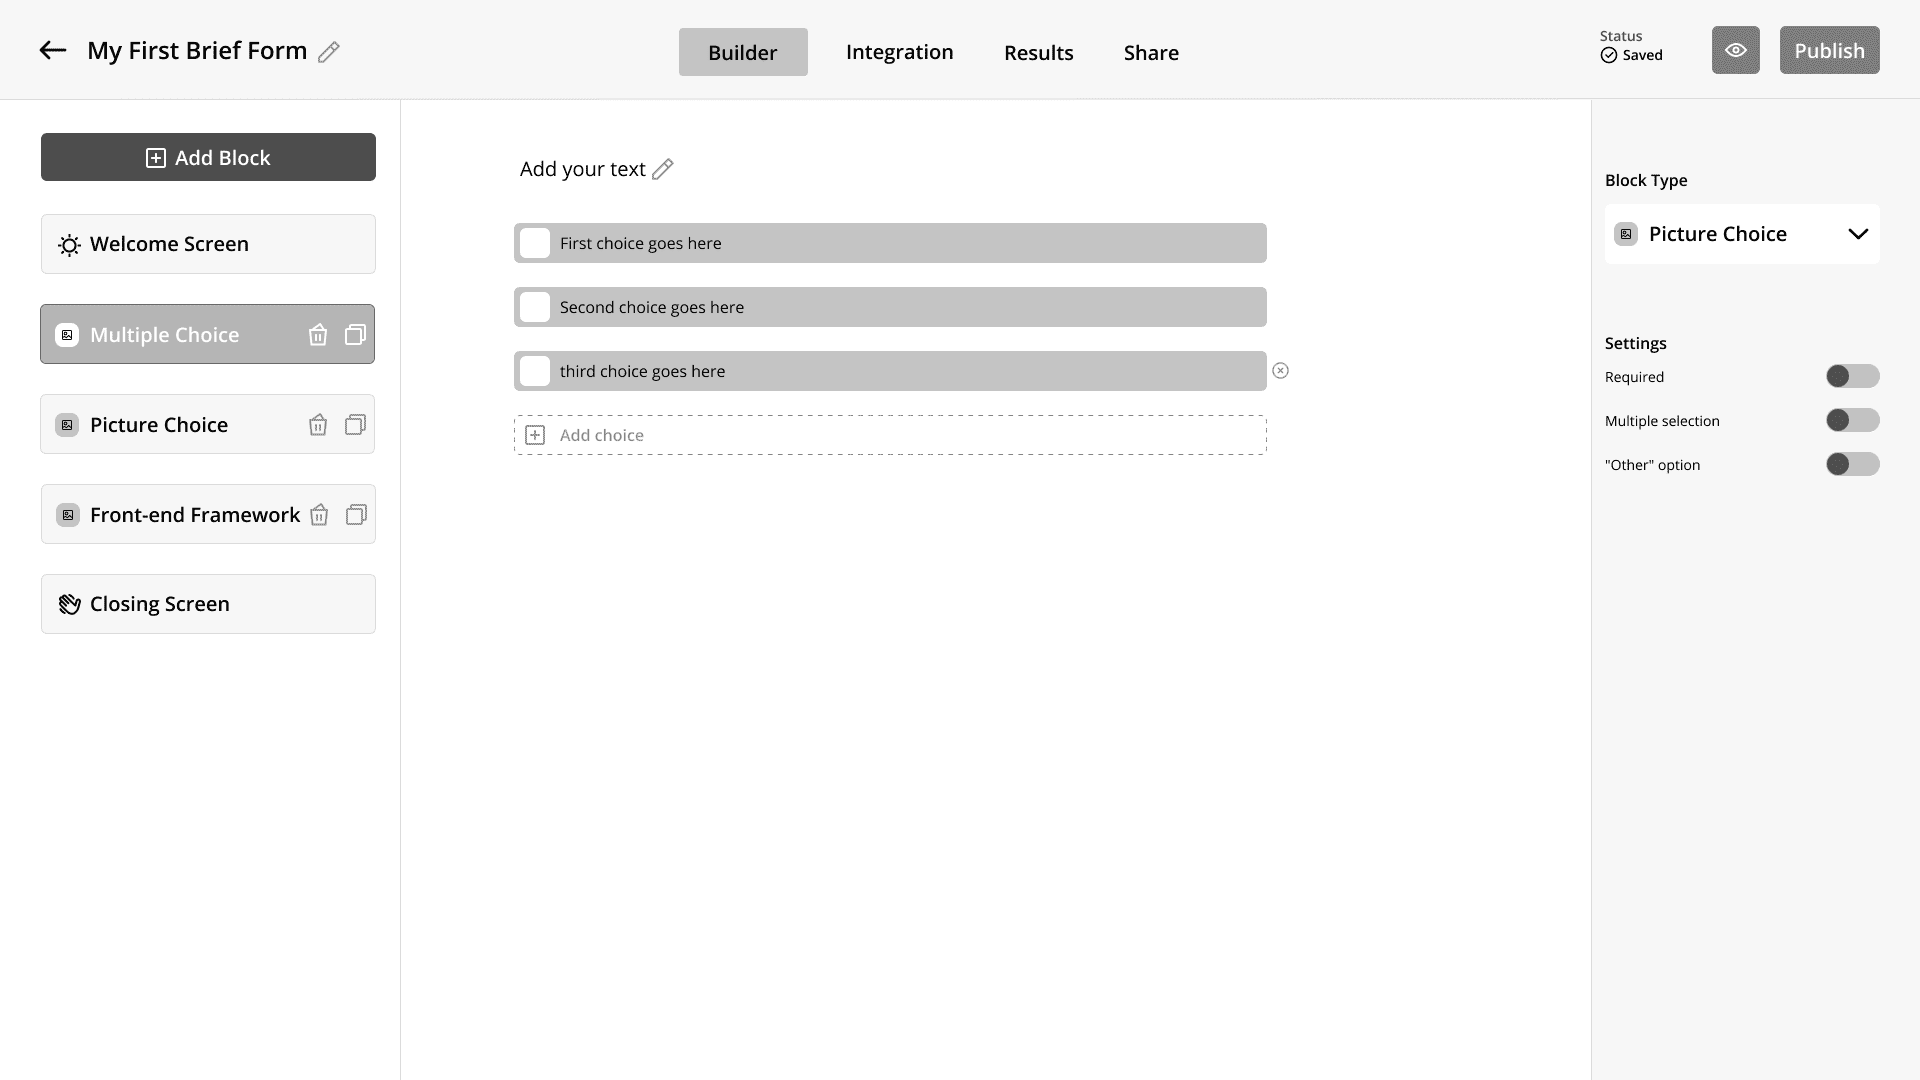 My First Brief Form
Builder
Integration
Results
Share
Status
Saved
Publish
Add Block
Welcome Screen
Multiple Choice
Picture Choice
Front-end Framework
Closing Screen
Add your text
First choice goes here
Second choice goes here
third choice goes here
Add choice
Block Type
Picture Choice
Settings
Required
Multiple selection
"Other" option